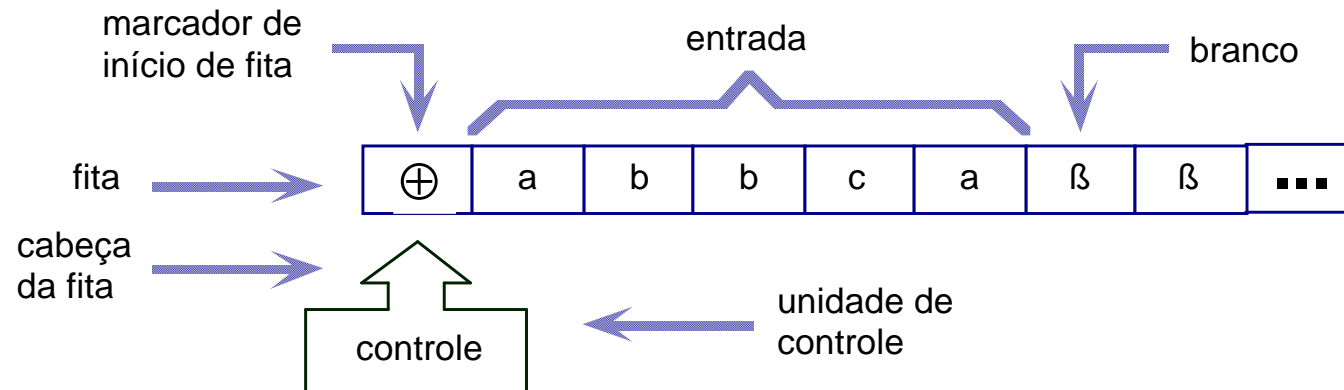 marcador de
início de fita
entrada
branco
fita
⊕ a b b c a ß ß ...
cabeça
da fita
controle
unidade de
controle